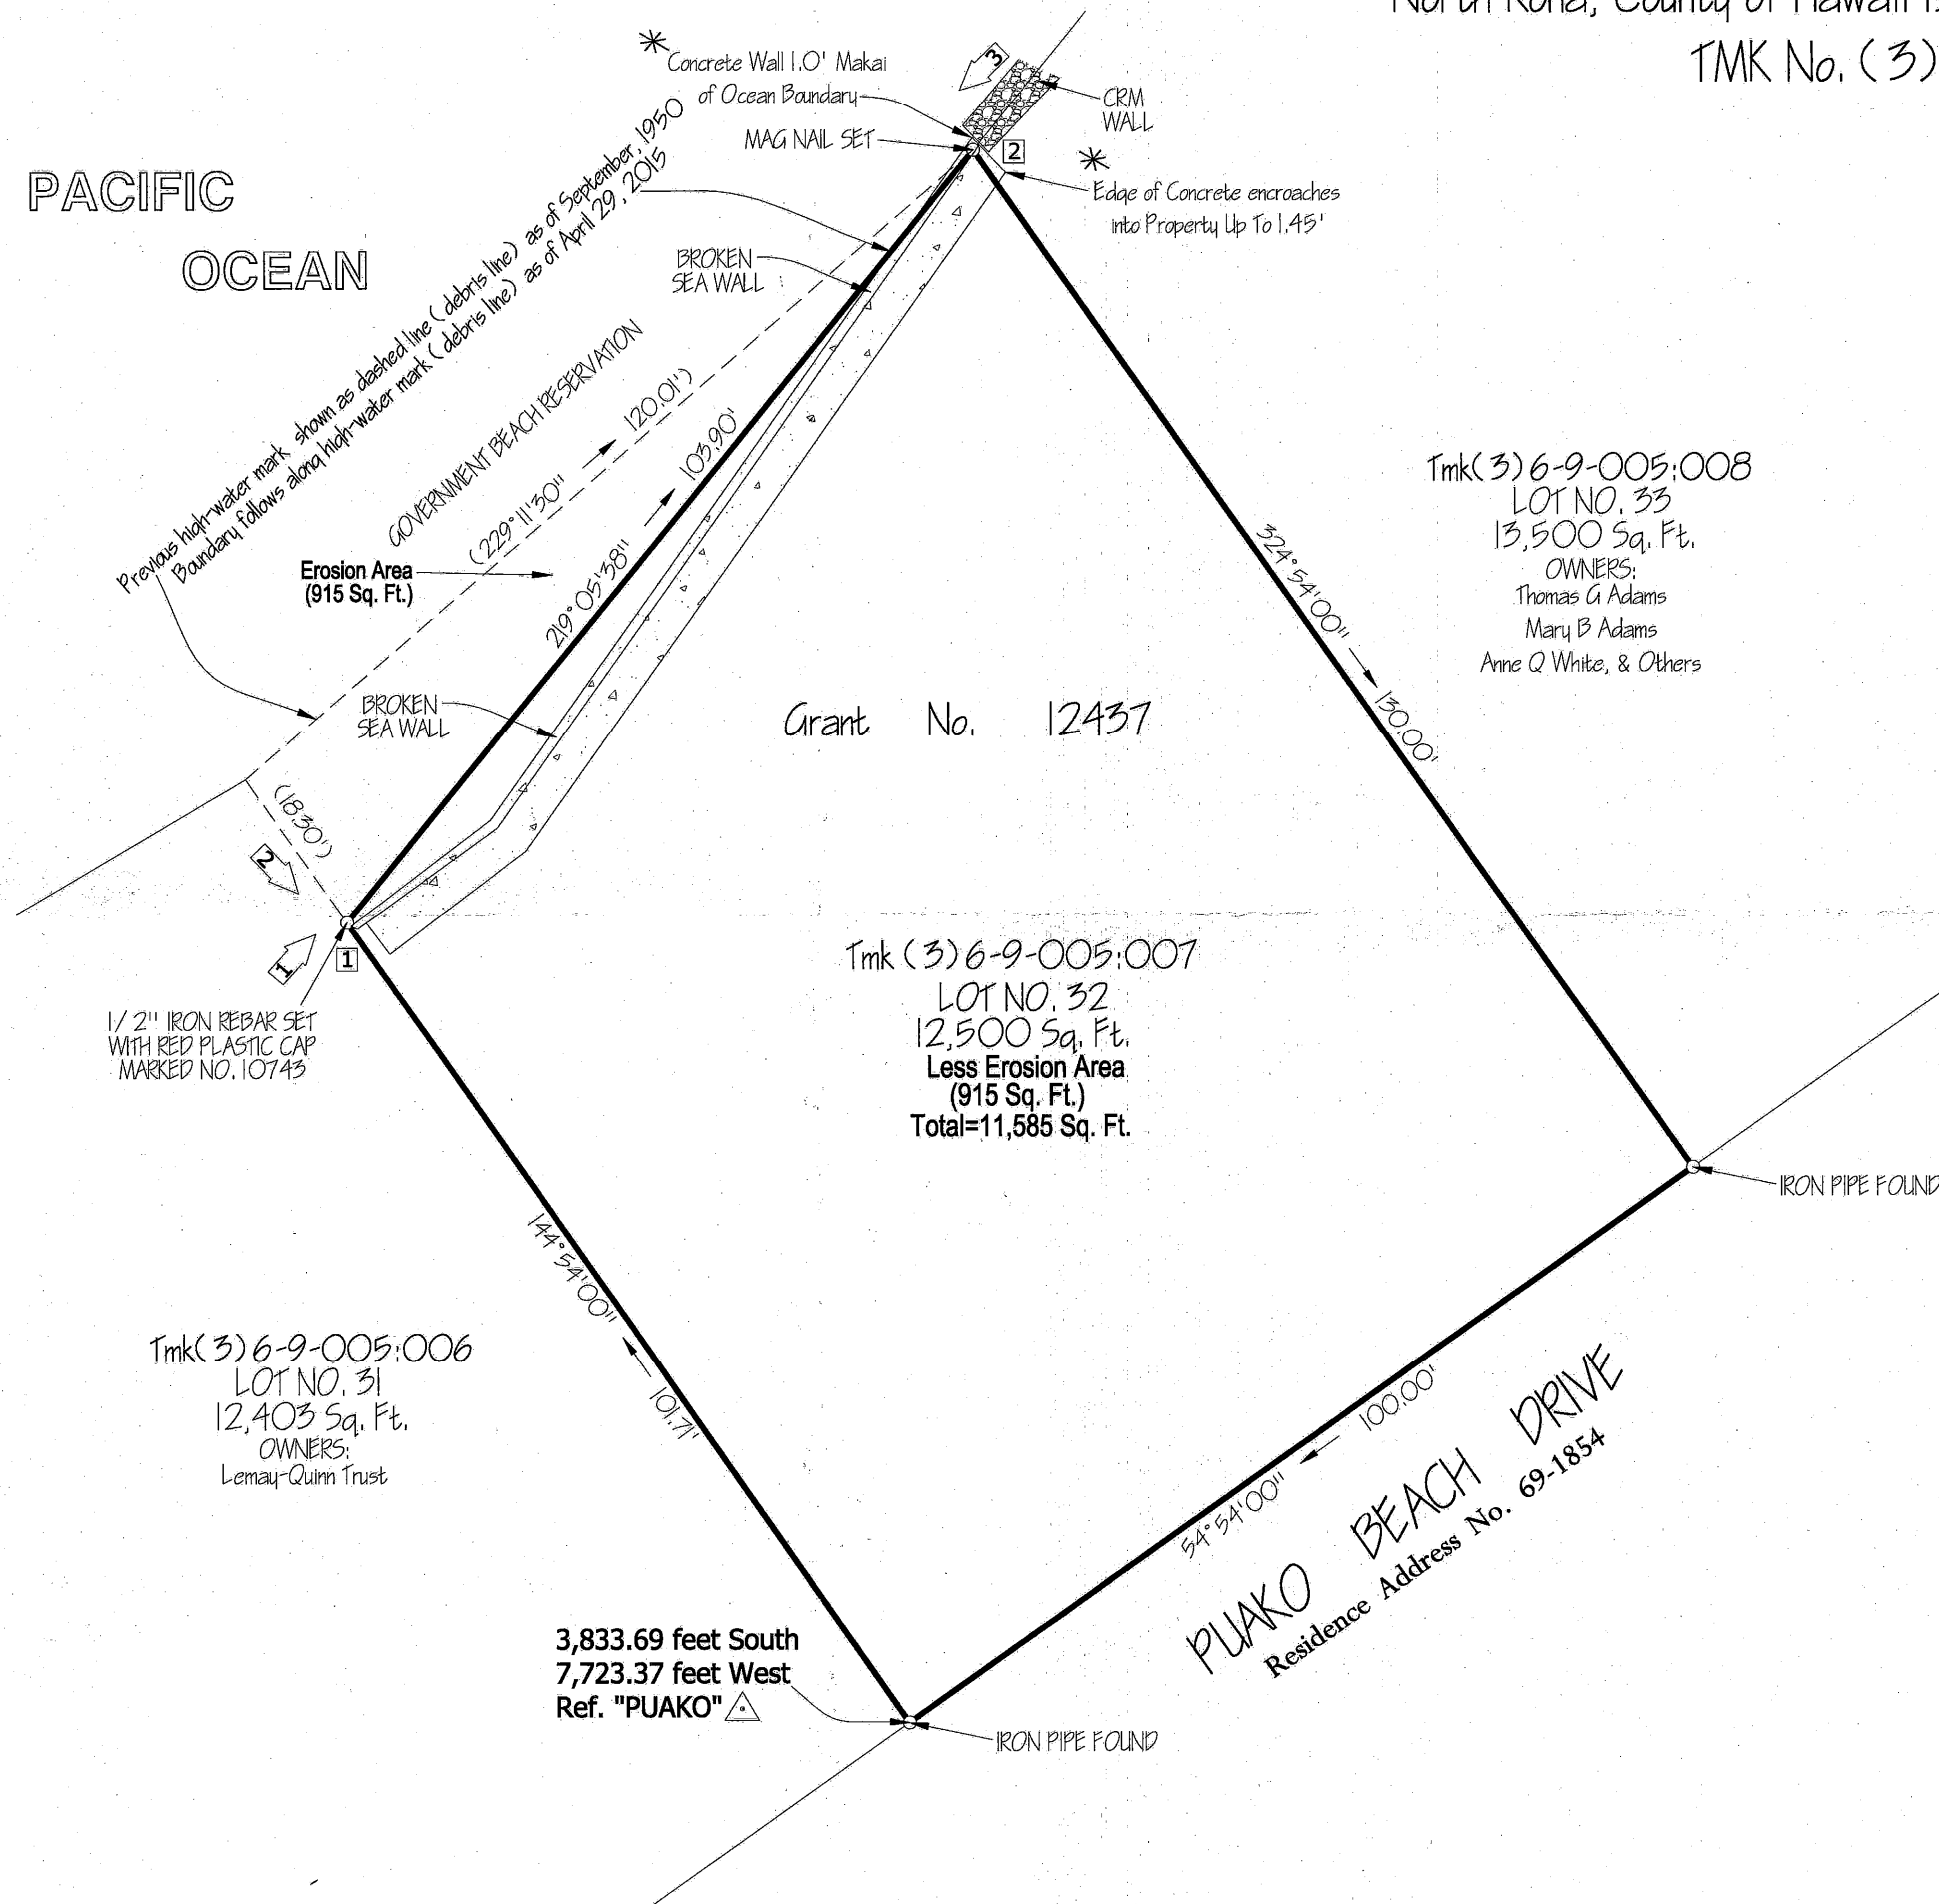 North Kona, County of Hawaii
TMK No. (3)
PACIFIC
OCEAN
* Concrete Wall 1.0' Makai
of Ocean Boundary
MAG NAIL SET
3
CRM
WALL
2
*
Edge of Concrete encroaches
into Property Up To 1.45'
BROKEN
SEA WALL
Previous high-water mark shown as dashed line (debris line) as of September, 1950
Boundary follows along high-water mark (debris line) as of April 29, 2015
GOVERNMENT BEACH RESERVATION
(229°11'30" 120.01')
219°05'38" 103.90'
Erosion Area
(915 Sq. Ft.)
BROKEN
SEA WALL
(18.30')
2
1
1
1/2" IRON REBAR SET
WITH RED PLASTIC CAP
MARKED NO. 10743
Grant No. 12437
324°54'00" 130.00'
Tmk(3)6-9-005:008
LOT NO. 33
13,500 Sq. Ft.
OWNERS:
Thomas G Adams
Mary B Adams
Anne Q White, & Others
Tmk (3)6-9-005:007
LOT NO. 32
12,500 Sq. Ft.
Less Erosion Area
(915 Sq. Ft.)
Total=11,585 Sq. Ft.
IRON PIPE FOUND
144°54'00" 101.71'
Tmk(3)6-9-005:006
LOT NO. 31
12,403 Sq. Ft.
OWNERS:
Lemay-Quinn Trust
54°54'00" 100.00'
PUAKO BEACH DRIVE
Residence Address No. 69-1854
3,833.69 feet South
7,723.37 feet West
Ref. "PUAKO"
IRON PIPE FOUND